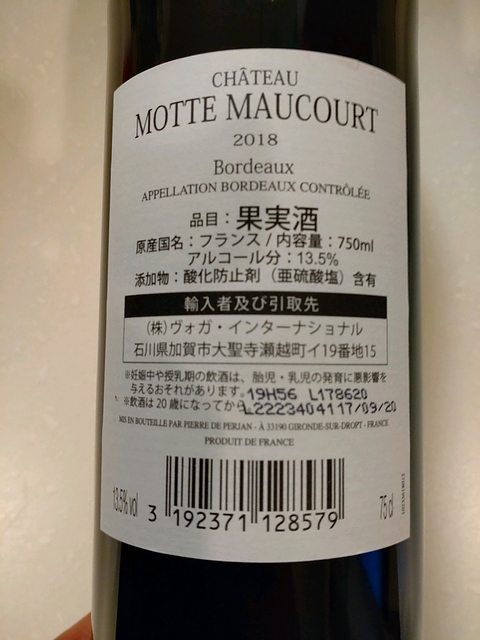 CHÂTEAU
MOTTE MAUCOURT
2018
Bordeaux
APPELLATION BORDEAUX CONTRÔLÉE
品目：果実酒
原産国名：フランス / 内容量：750ml
アルコール分：13.5%
添加物：酸化防止剤（亜硫酸塩）含有
輸入者及び引取先
（株）ヴォガ・インターナショナル
石川県加賀市大聖寺瀬越町イ19番地15
※妊娠中や授乳期の飲酒は、胎児・乳児の発育に悪影響を
与えるおそれがあります。19H56 L178620
※飲酒は20歳になってから。L2223404117/09/20
MIS EN BOUTEILLE PAR PIERRE DE PERJAN - À 33190 GIRONDE-SUR-DROPT - FRANCE
PRODUIT DE FRANCE
13.5% vol
3 192371 128579
75 cl